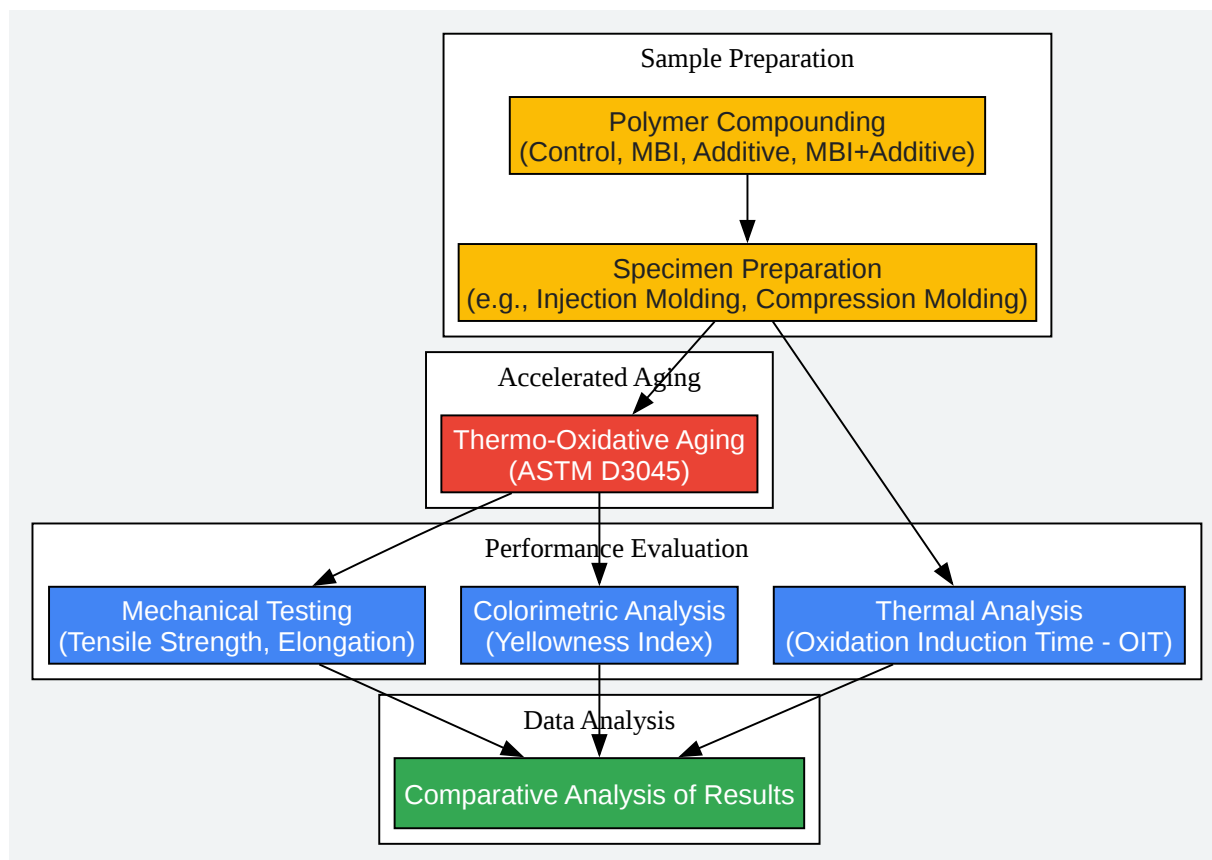 Sample Preparation
Polymer Compounding
(Control, MBI, Additive, MBI+Additive)
Specimen Preparation
(e.g., Injection Molding, Compression Molding)
Accelerated Aging
Thermo-Oxidative Aging
(ASTM D3045)
Performance Evaluation
Mechanical Testing
(Tensile Strength, Elongation)
Colorimetric Analysis
(Yellowness Index)
Thermal Analysis
(Oxidation Induction Time - OIT)
Data Analysis
Comparative Analysis of Results